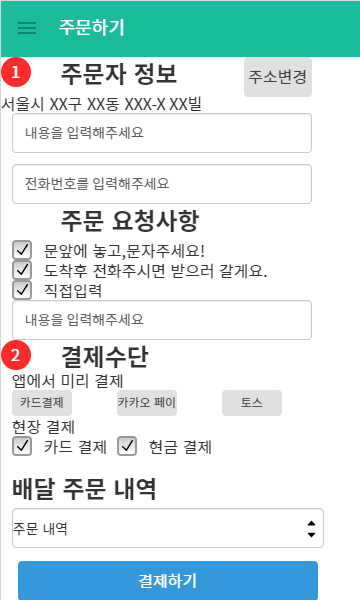 주문하기
1 주문자 정보 주소변경
서울시 XX구 XX동 XXX-X XX빌
내용을 입력해주세요
전화번호를 입력해주세요
주문 요청사항
문앞에 놓고,문자주세요!
도착후 전화주시면 받으러 갈게요.
직접입력
내용을 입력해주세요
2 결제수단
앱에서 미리 결제
카드결제 카카오 페이 토스
현장 결제
카드 결제 현금 결제
배달 주문 내역
주문 내역
결제하기